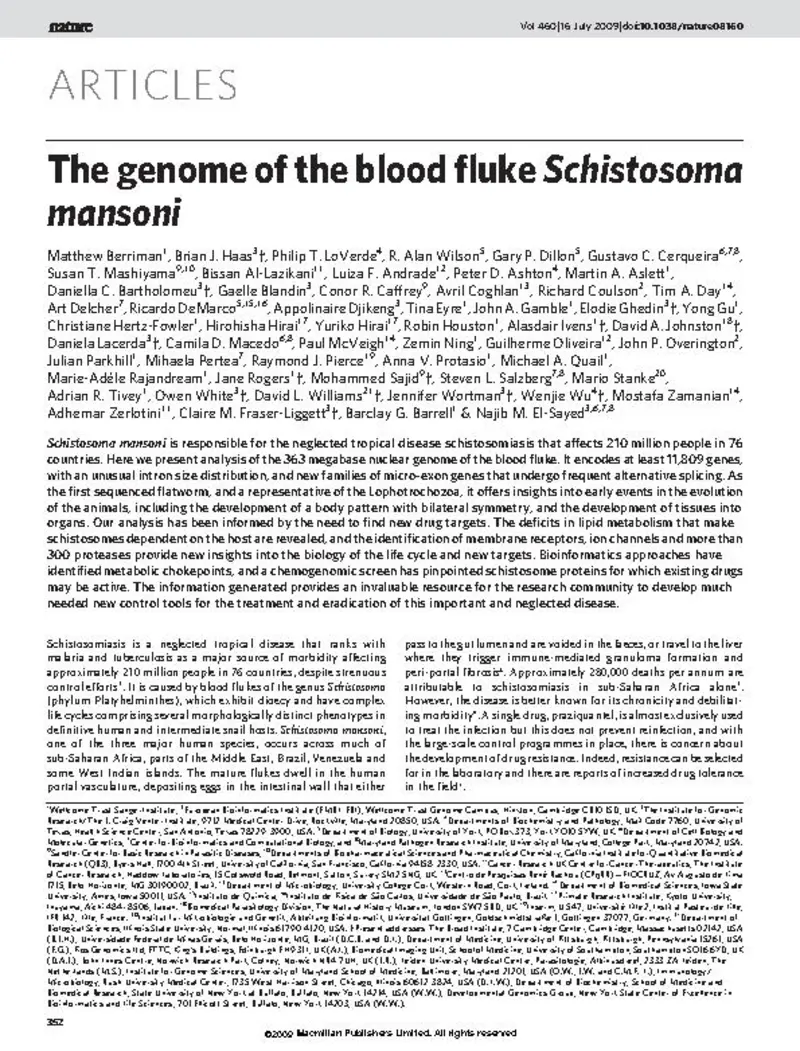 nature
Vol 460|16 July 2009|doi:10.1038/nature08160
ARTICLES
The genome of the blood fluke Schistosoma
mansoni
Matthew Berriman¹, Brian J. Haas³†, Philip T. LoVerde⁴, R. Alan Wilson⁵, Gary P. Dillon⁵, Gustavo C. Cerqueira⁶,⁷,⁸,
Susan T. Mashiyama⁹,¹⁰, Bissan Al-Lazikani¹¹, Luiza F. Andrade¹², Peter D. Ashton⁴, Martin A. Aslett¹,
Daniella C. Bartholomeu³†, Gaelle Blandin³, Conor R. Caffrey⁹, Avril Coghlan¹³, Richard Coulson², Tim A. Day¹⁴,
Art Delcher⁷, Ricardo DeMarco⁵,¹⁵,¹⁶, Appolinaire Djikeng³, Tina Eyre¹, John A. Gamble¹, Elodie Ghedin³†, Yong Gu¹,
Christiane Hertz-Fowler¹, Hirohisha Hirai¹⁷, Yuriko Hirai¹⁷, Robin Houston¹, Alasdair Ivens¹†, David A. Johnston¹⁸†,
Daniela Lacerda³†, Camila D. Macedo⁶,⁸, Paul McVeigh¹⁴, Zemin Ning¹, Guilherme Oliveira¹², John P. Overington²,
Julian Parkhill¹, Mihaela Pertea⁷, Raymond J. Pierce¹⁹, Anna V. Protasio¹, Michael A. Quail¹,
Marie-Adèle Rajandream¹, Jane Rogers¹†, Mohammed Sajid⁹†, Steven L. Salzberg⁷,⁸, Mario Stanke²⁰,
Adrian R. Tivey¹, Owen White³†, David L. Williams²¹†, Jennifer Wortman³†, Wenjie Wu⁴†, Mostafa Zamanian¹⁴,
Adhemar Zerlotini¹¹, Claire M. Fraser-Liggett³†, Barclay G. Barrell¹ & Najib M. El-Sayed³,⁶,⁷,⁸
Schistosoma mansoni is responsible for the neglected tropical disease schistosomiasis that affects 210 million people in 76
countries. Here we present analysis of the 363 megabase nuclear genome of the blood fluke. It encodes at least 11,809 genes,
with an unusual intron size distribution, and new families of micro-exon genes that undergo frequent alternative splicing. As
the first sequenced flatworm, and a representative of the Lophotrochozoa, it offers insights into early events in the evolution
of the animals, including the development of a body pattern with bilateral symmetry, and the development of tissues into
organs. Our analysis has been informed by the need to find new drug targets. The deficits in lipid metabolism that make
schistosomes dependent on the host are revealed, and the identification of membrane receptors, ion channels and more than
300 proteases provide new insights into the biology of the life cycle and new targets. Bioinformatics approaches have
identified metabolic chokepoints, and a chemogenomic screen has pinpointed schistosome proteins for which existing drugs
may be active. The information generated provides an invaluable resource for the research community to develop much
needed new control tools for the treatment and eradication of this important and neglected disease.
Schistosomiasis is a neglected tropical disease that ranks with
malaria and tuberculosis as a major source of morbidity affecting
approximately 210 million people in 76 countries, despite strenuous
control efforts¹. It is caused by blood flukes of the genus Schistosoma
(phylum Platyhelminthes), which exhibit dioecy and have complex
life cycles comprising several morphologically distinct phenotypes in
definitive human and intermediate snail hosts. Schistosoma mansoni,
one of the three major human species, occurs across much of
sub-Saharan Africa, parts of the Middle East, Brazil, Venezuela and
some West Indian islands. The mature flukes dwell in the human
portal vasculature, depositing eggs in the intestinal wall that either
pass to the gut lumen and are voided in the faeces, or travel to the liver
where they trigger immune-mediated granuloma formation and
peri-portal fibrosis². Approximately 280,000 deaths per annum are
attributable to schistosomiasis in sub-Saharan Africa alone³.
However, the disease is better known for its chronicity and debilitat-
ing morbidity⁴. A single drug, praziquantel, is almost exclusively used
to treat the infection but this does not prevent reinfection, and with
the large-scale control programmes in place, there is concern about
the development of drug resistance. Indeed, resistance can be selected
for in the laboratory and there are reports of increased drug tolerance
in the field⁵.
352
©2009 Macmillan Publishers Limited. All rights reserved